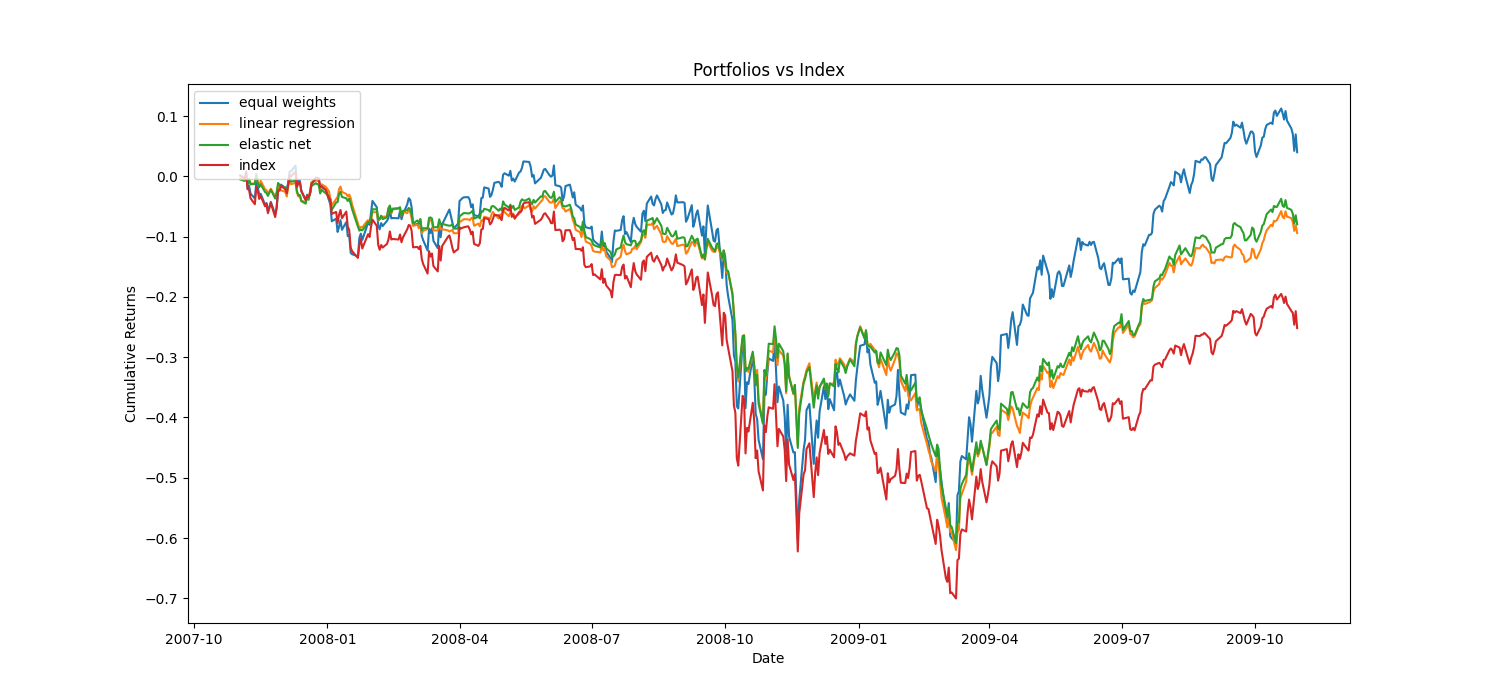 Portfolios vs Index
equal weights
linear regression
elastic net
index
0.1
0.0
−0.1
−0.2
−0.3
−0.4
−0.5
−0.6
−0.7
Cumulative Returns
2007-10 2008-01 2008-04 2008-07 2008-10 2009-01 2009-04 2009-07 2009-10
Date